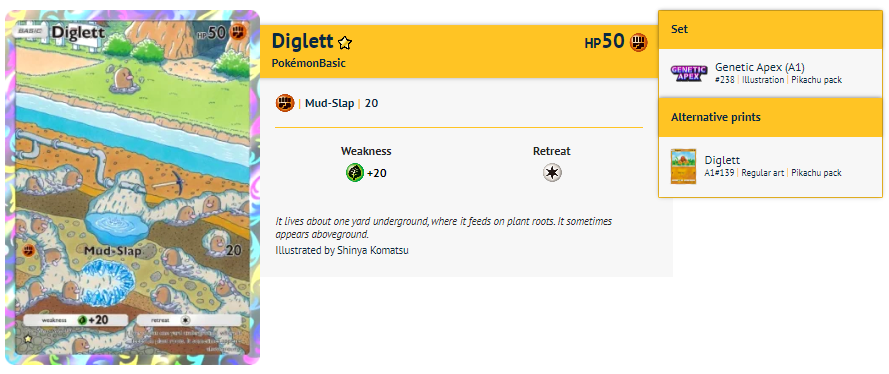 BASIC Diglett HP50
Mud-Slap 20
weakness +20 retreat
Diglett
HP50
PokémonBasic
Mud-Slap | 20
Weakness Retreat
+20
It lives about one yard underground, where it feeds on plant roots. It sometimes
appears aboveground.
Illustrated by Shinya Komatsu
Set
GENETIC APEX
Genetic Apex (A1)
#238 | Illustration | Pikachu pack
Alternative prints
Diglett
A1#139 | Regular art | Pikachu pack